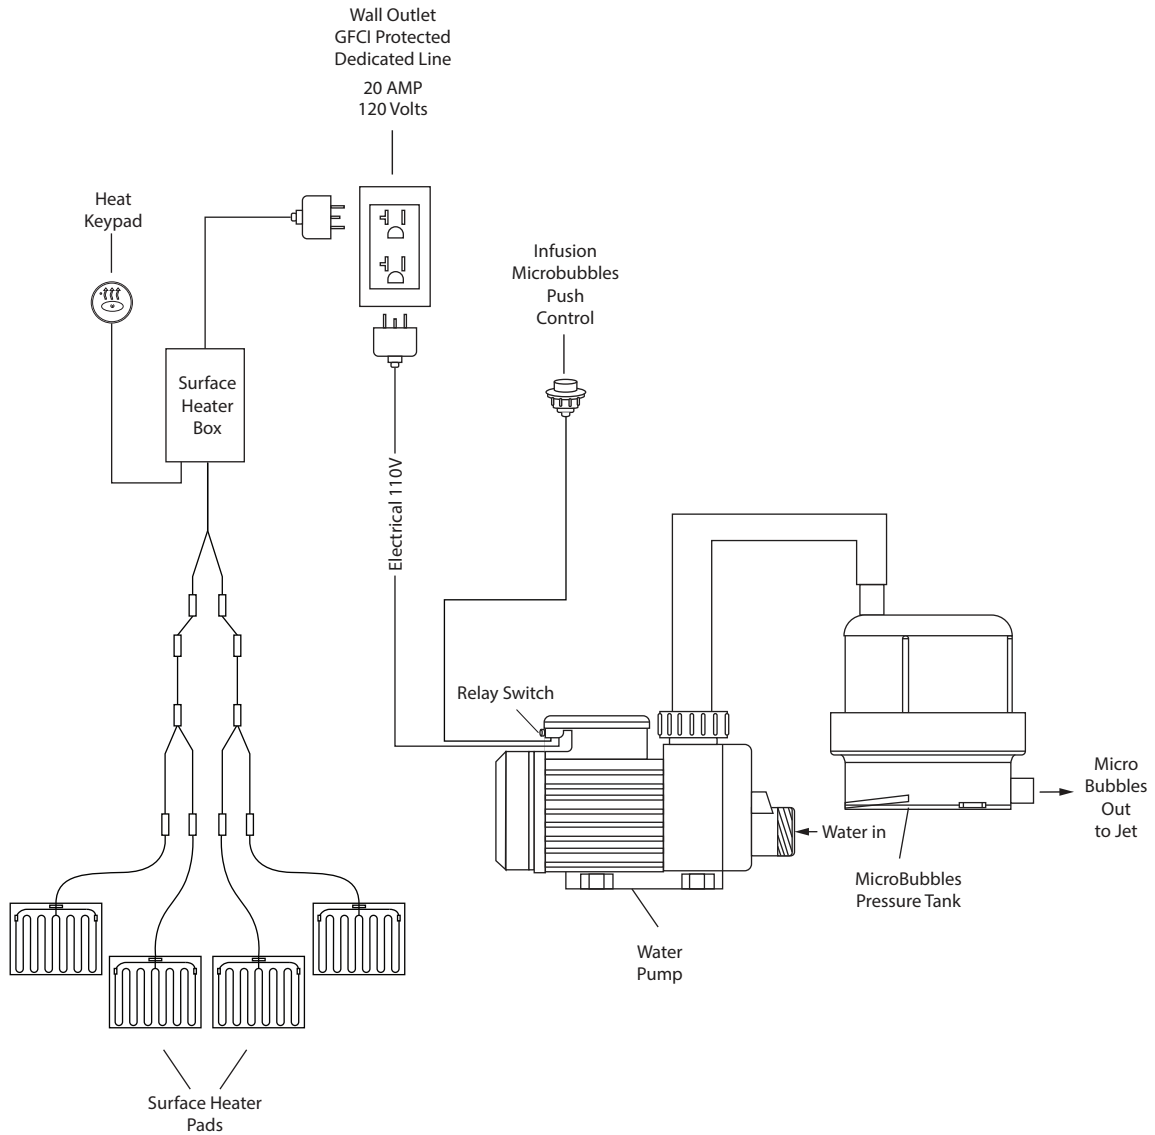 Wall Outlet
GFCI Protected
Dedicated Line
20 AMP
120 Volts
Heat
Keypad
Infusion
Microbubbles
Push
Control
Surface
Heater
Box
Electrical 110V
Relay Switch
Water in
Micro
Bubbles
Out
to Jet
MicroBubbles
Pressure Tank
Water
Pump
Surface Heater
Pads